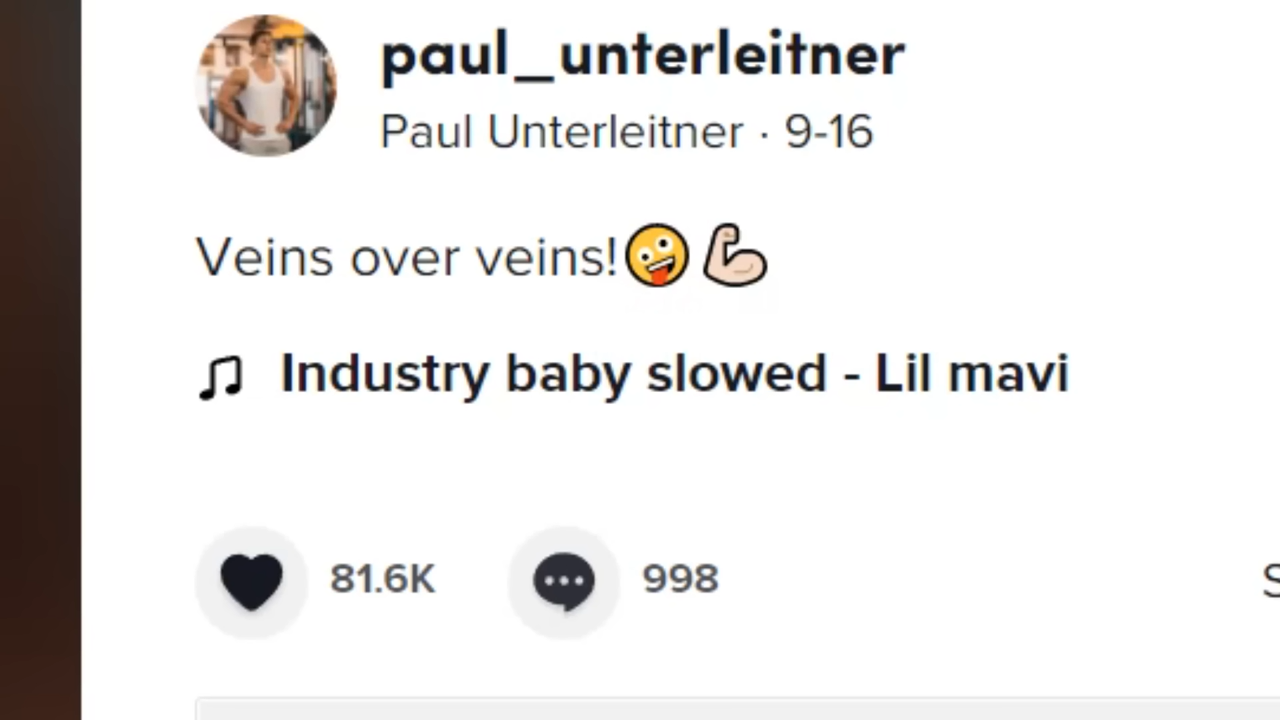 paul_unterleitner
Paul Unterleitner · 9-16
Veins over veins!🤪💪🏻
Industry baby slowed - Lil mavi
81.6K 998